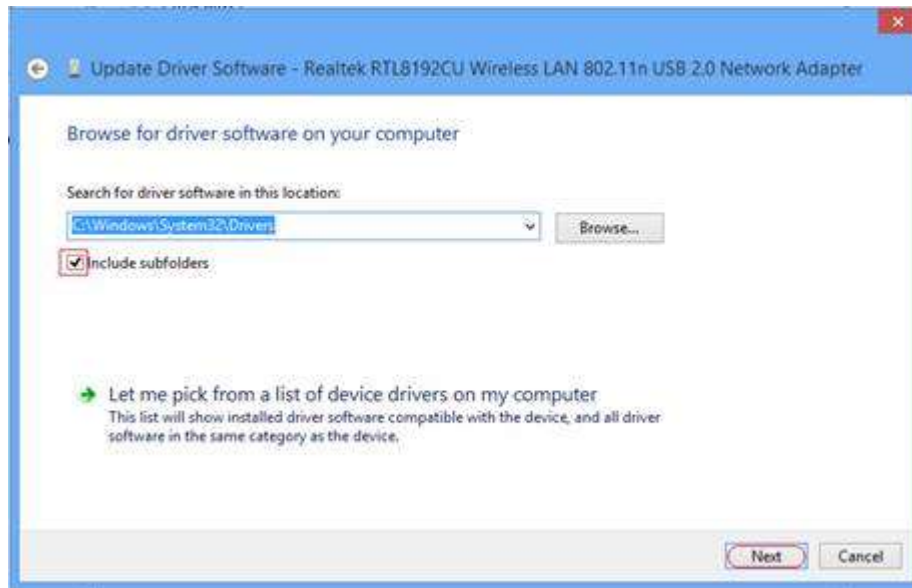 Update Driver Software - Realtek RTL8192CU Wireless LAN 802.11n USB 2.0 Network Adapter
Browse for driver software on your computer
Search for driver software in this location:
C:\Windows\System32\Drivers
Browse...
Include subfolders
Let me pick from a list of device drivers on my computer
This list will show installed driver software compatible with the device, and all driver
software in the same category as the device.
Next
Cancel